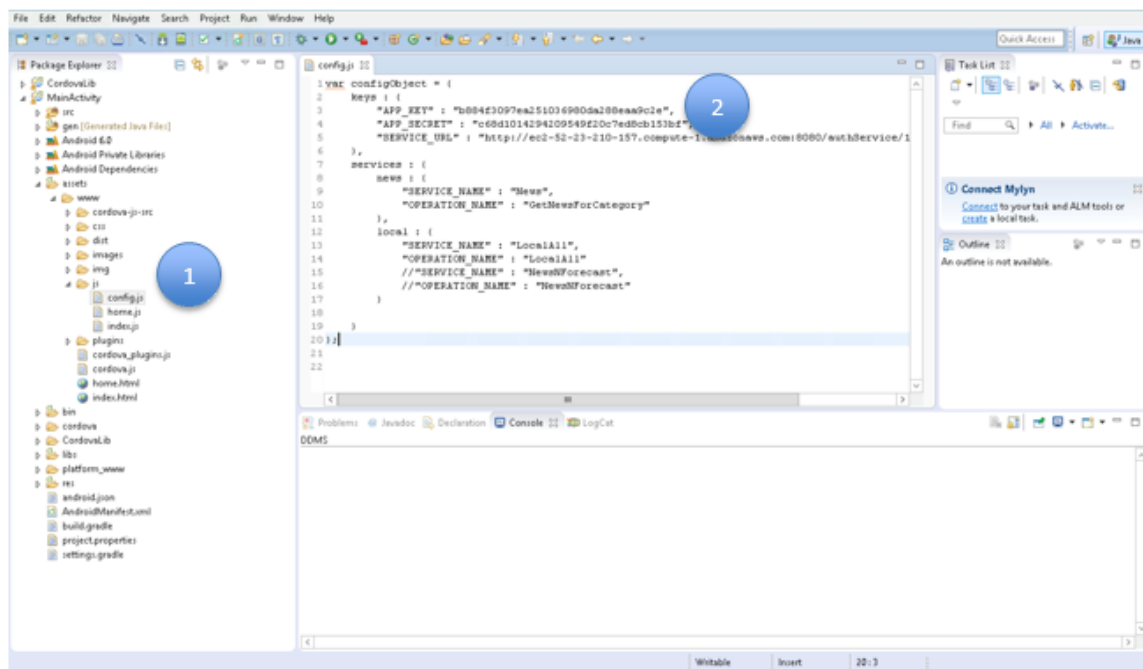 File Edit Refactor Navigate Search Project Run Window Help
Quick Access
Java
Package Explorer
CordovaLib
MainActivity
src
gen [Generated Java Files]
Android 6.0
Android Private Libraries
Android Dependencies
assets
www
cordova-js-src
css
dist
images
img
js
config.js
home.js
index.js
plugins
cordova_plugins.js
cordova.js
home.html
index.html
bin
cordova
CordovaLib
libs
platform_www
res
android.json
AndroidManifest.xml
build.gradle
project.properties
settings.gradle
1
config.js
1 var configObject = {
2 keys : {
3 "APP_KEY" :
4 "APP_SECRET" :
5 "SERVICE_URL" : "http://ec2-52-23-210-157.compute-1.amazonaws.com:8080/authService/1
6 },
7 services : {
8 news : {
9 "SERVICE_NAME" : "News",
10 "OPERATION_NAME" : "GetNewsForCategory"
11 },
12 local : {
13 "SERVICE_NAME" : "LocalAll",
14 "OPERATION_NAME" : "LocalAll"
15 //"SERVICE_NAME" : "NewsNForecast",
16 //"OPERATION_NAME" : "NewsNForecast"
17 }
18
19 }
20 };
21
22
2
Task List
Find All Activate...
Connect Mylyn
Connect to your task and ALM tools or
create a local task.
Outline
An outline is not available.
Problems Javadoc Declaration Console LogCat
DDMS
Writable Insert 20:3